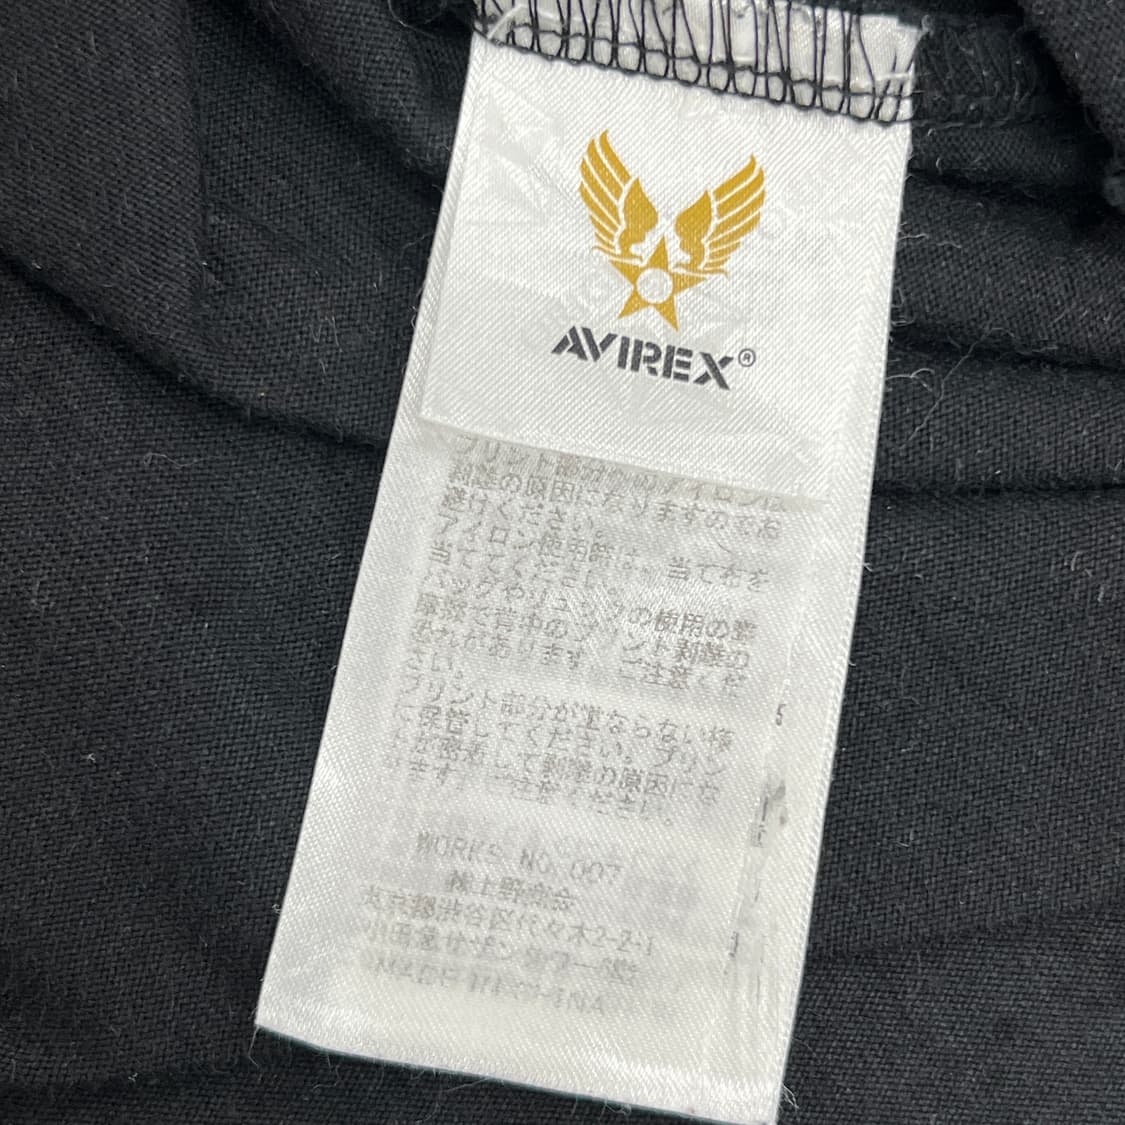 AVIREX®
プリント部分へのアイロンは
剥離の原因になりますのでお
避けください。
アイロン使用時は、当て布を
当ててください。
バッグやリュックの使用の際
摩擦で背中のプリント剥離の
恐れがあります。ご注意くだ
さい。
プリント部分が重ならない様
に保管してください。プリン
トが密着して剥離の原因にな
ります。ご注意ください。
WORKS NO.007
㈱上野商会
東京都渋谷区代々木2-2-1
小田急サザンタワー
MADE IN CHINA